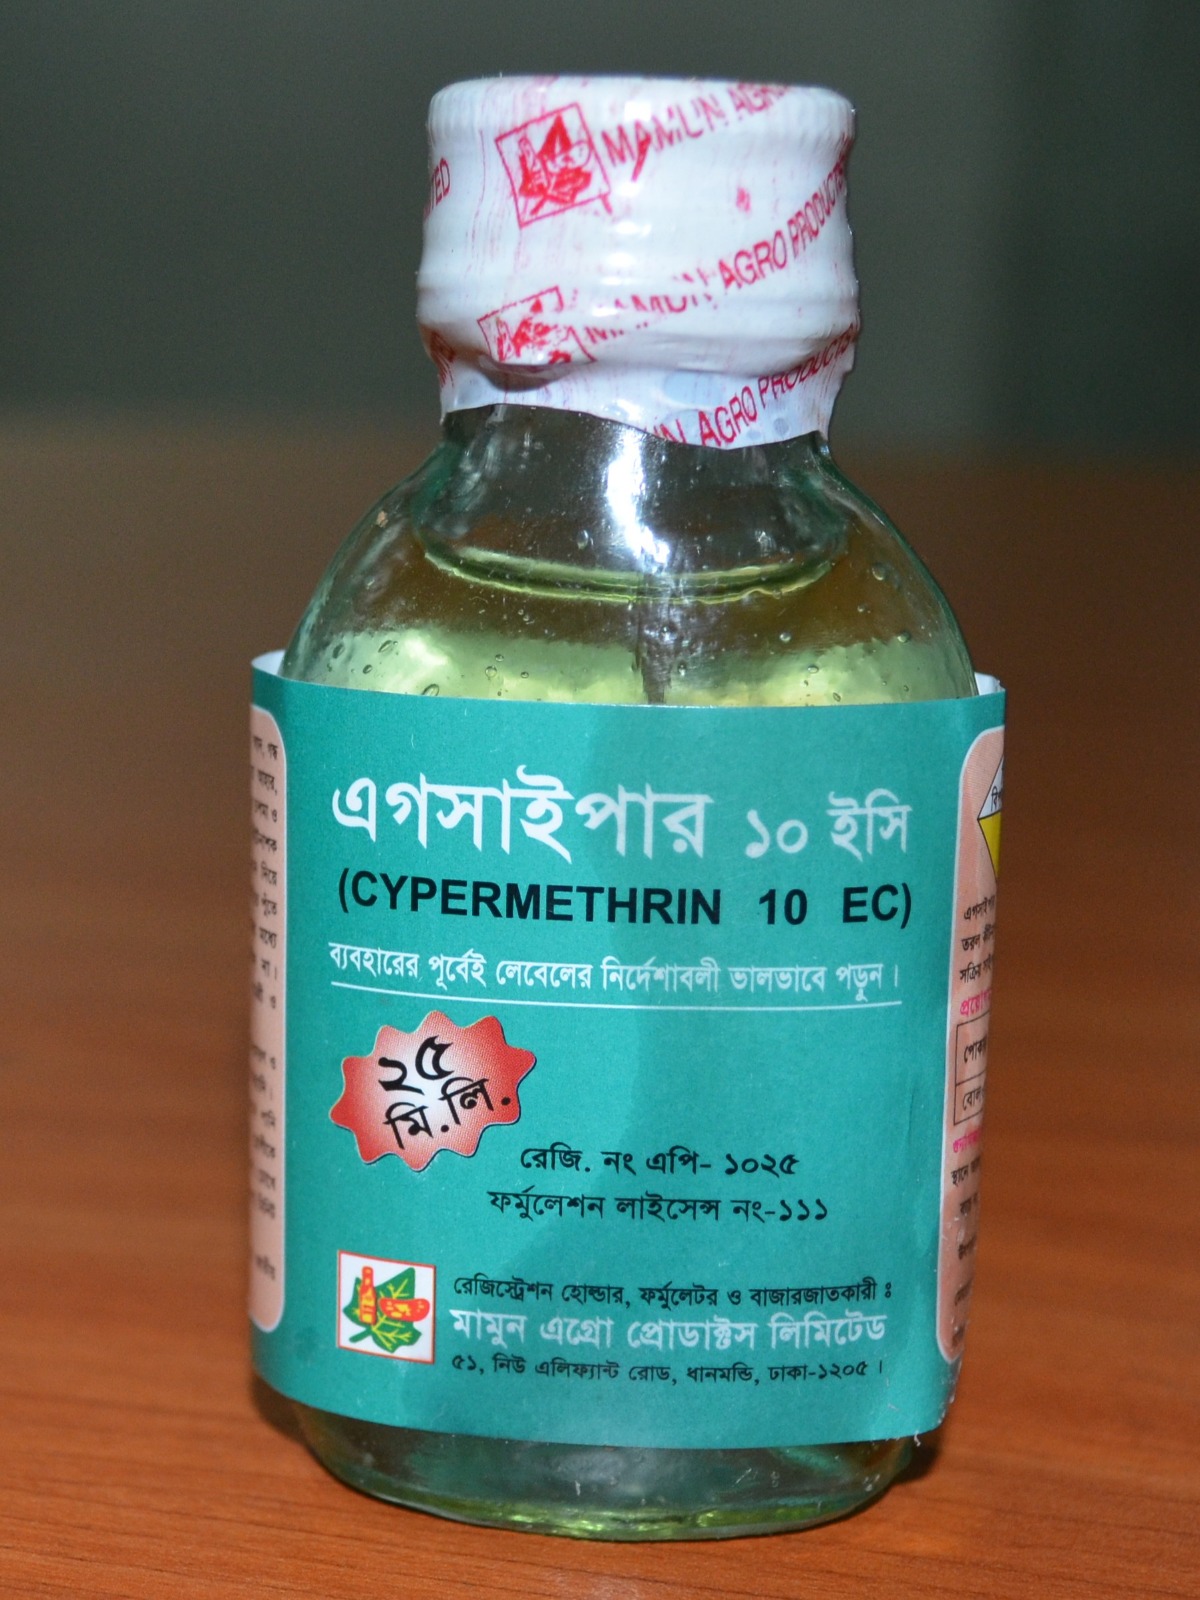 MAMUN AGRO
MAMUN AGRO PRODUCTS
AGRO PRODUCTS
এগসাইপার ১০ ইসি
(CYPERMETHRIN 10 EC)
ব্যবহারের পূর্বেই লেবেলের নির্দেশাবলী ভালভাবে পড়ুন।
২৫
মি.লি.
রেজি. নং এপি- ১০২৫
ফর্মুলেশন লাইসেন্স নং-১১১
রেজিস্ট্রেশন হোল্ডার, ফর্মুলেটর ও বাজারজাতকারী ঃ
মামুন এগ্রো প্রোডাক্টস লিমিটেড
৫১, নিউ এলিফ্যান্ট রোড, ধানমন্ডি, ঢাকা-১২০৫।